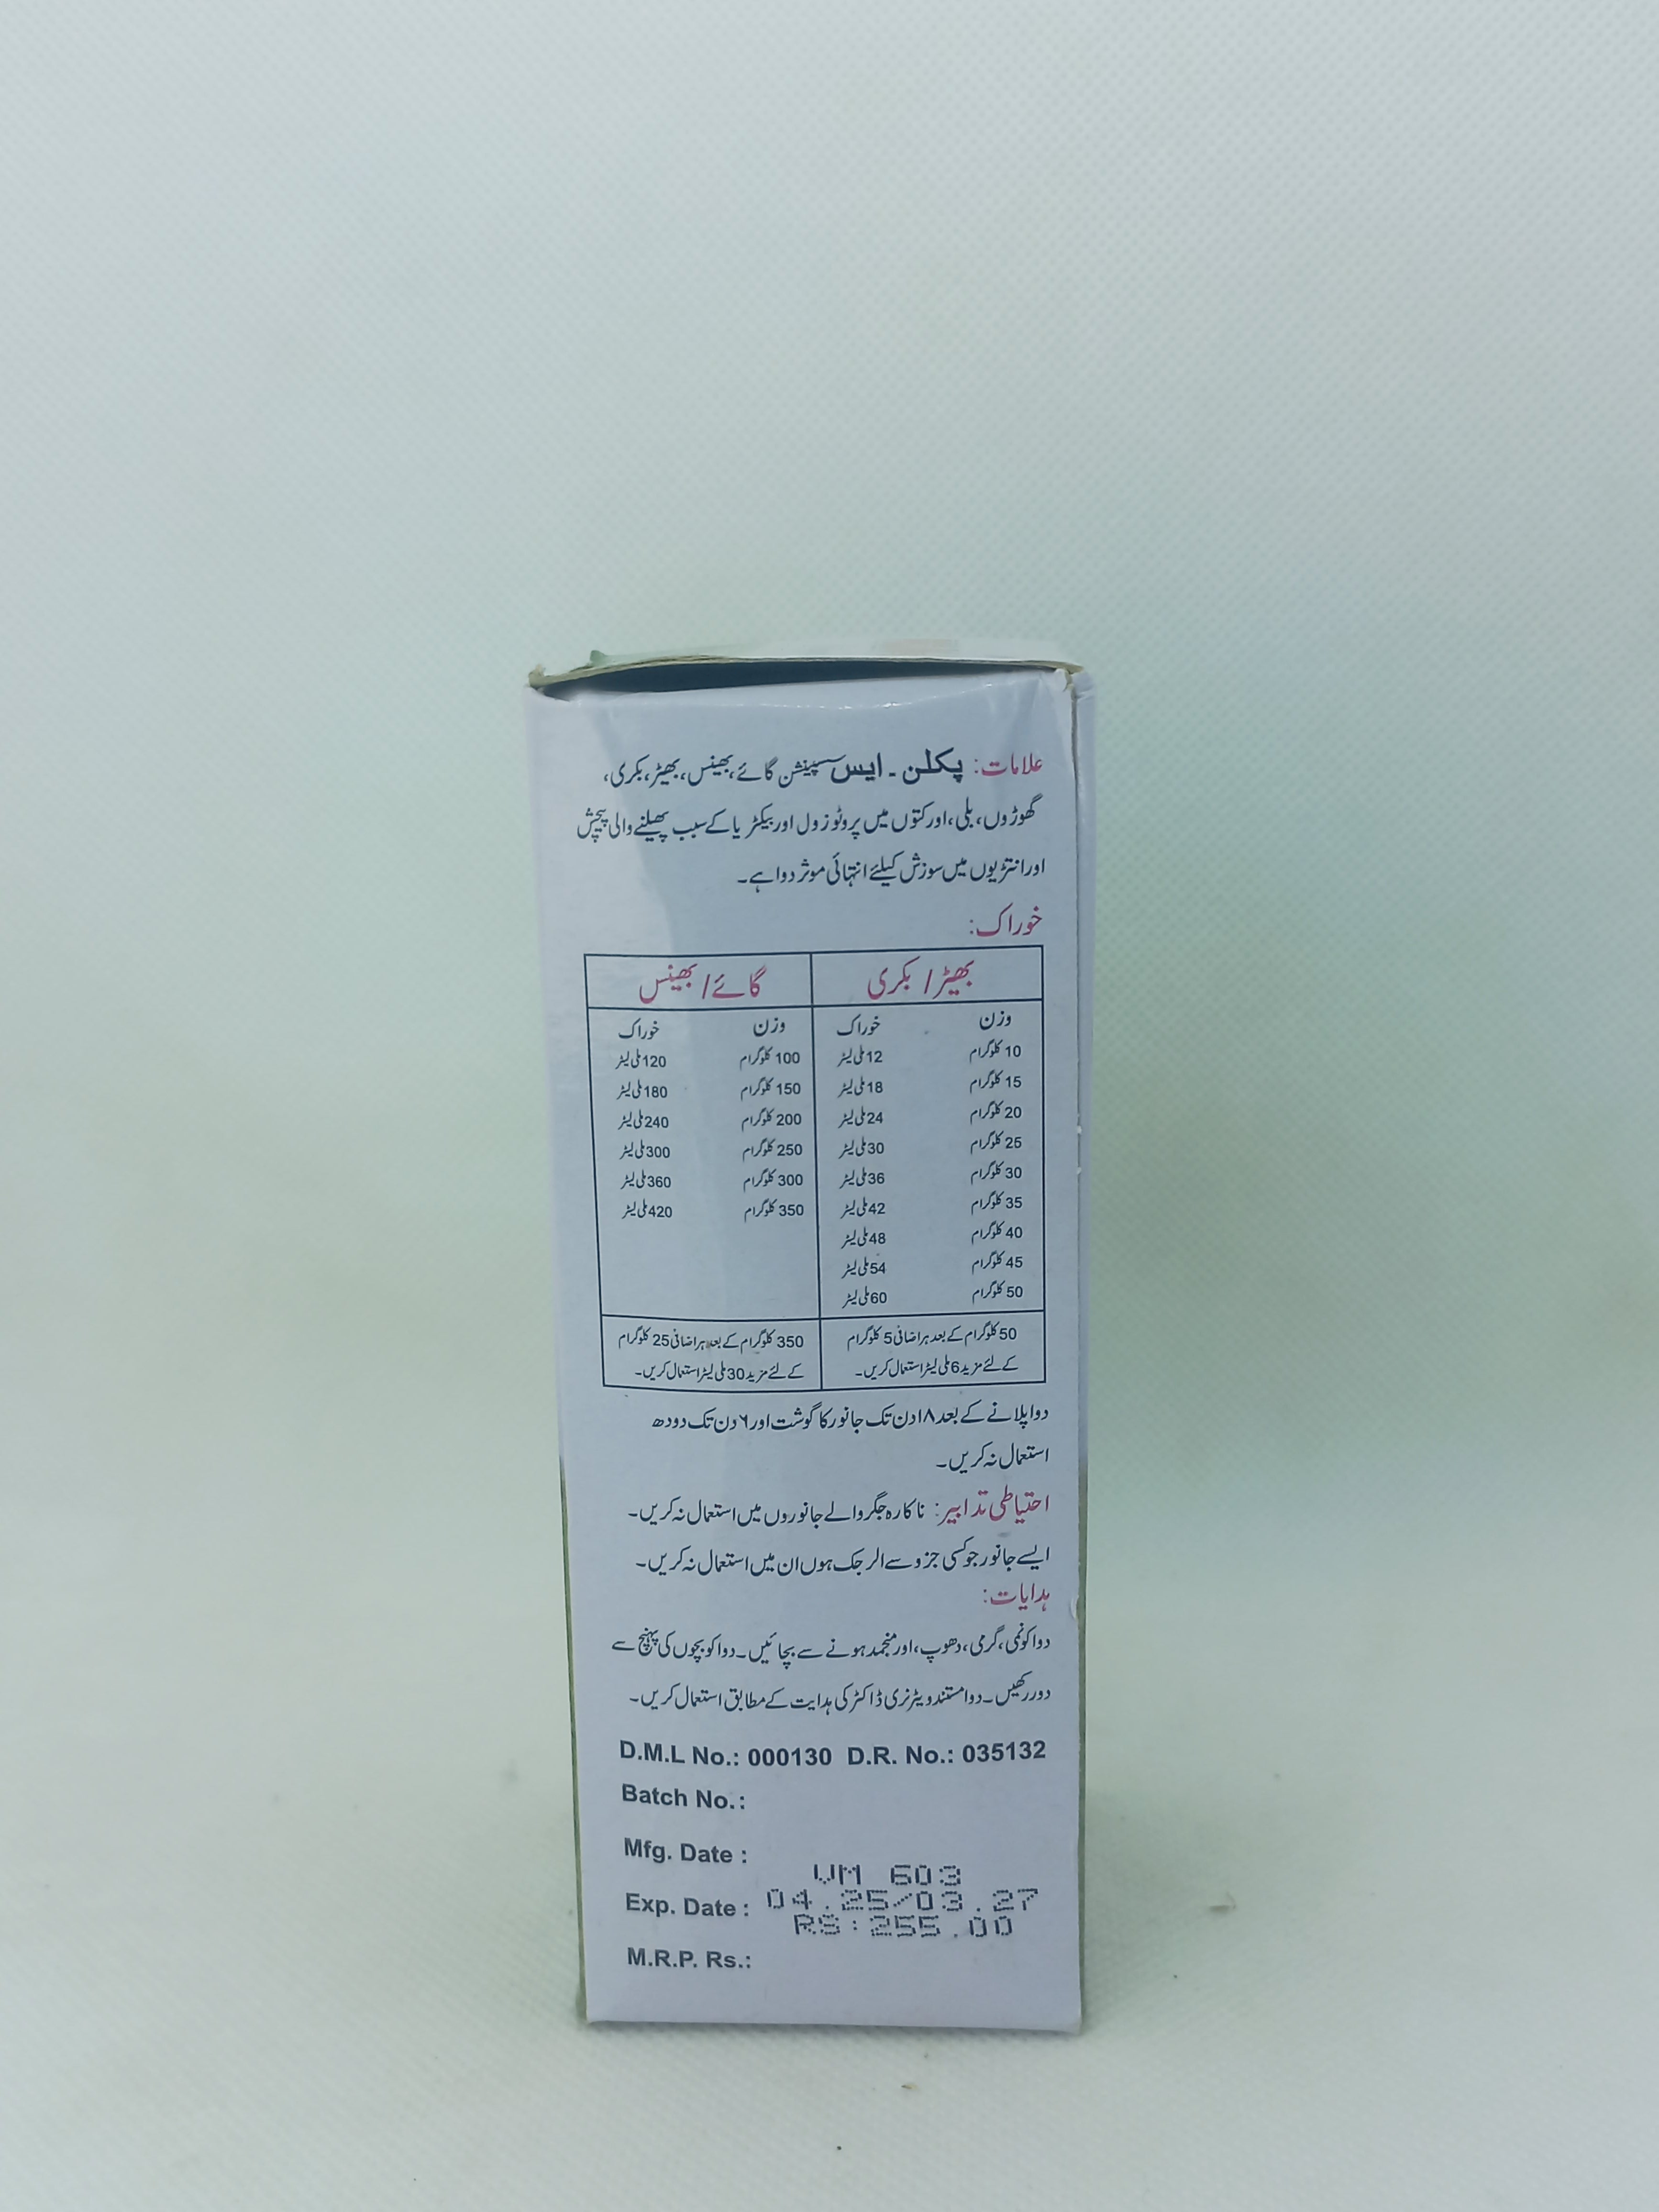 علامات: پکلن۔ایس سسپینشن گائے، بھینس، بھیڑ، بکری،
گھوڑوں، بلی، اور کتوں میں پروٹوزول اور بیکٹریا کے سبب پھیلنے والی پیچش
اور انتڑیوں میں سوزش کیلئے انتہائی موثر دوا ہے۔
خوراک:
بھیڑ / بکری گائے / بھینس
وزن خوراک وزن خوراک
10 کلوگرام 12 ملی لیٹر 100 کلوگرام 120 ملی لیٹر
15 کلوگرام 18 ملی لیٹر 150 کلوگرام 180 ملی لیٹر
20 کلوگرام 24 ملی لیٹر 200 کلوگرام 240 ملی لیٹر
25 کلوگرام 30 ملی لیٹر 250 کلوگرام 300 ملی لیٹر
30 کلوگرام 36 ملی لیٹر 300 کلوگرام 360 ملی لیٹر
35 کلوگرام 42 ملی لیٹر 350 کلوگرام 420 ملی لیٹر
40 کلوگرام 48 ملی لیٹر
45 کلوگرام 54 ملی لیٹر
50 کلوگرام 60 ملی لیٹر
50 کلوگرام کے بعد ہر اضافی 5 کلوگرام
کے لئے مزید 6 ملی لیٹر استعمال کریں۔
350 کلوگرام کے بعد ہر اضافی 25 کلوگرام
کے لئے مزید 30 ملی لیٹر استعمال کریں۔
دوا پلانے کے بعد ۱۸ دن تک جانور کا گوشت اور ۶ دن تک دودھ
استعمال نہ کریں۔
احتیاطی تدابیر: ناکارہ جگر والے جانوروں میں استعمال نہ کریں۔
ایسے جانور جو کسی جزو سے الرجک ہوں ان میں استعمال نہ کریں۔
ہدایات:
دوا کو نمی، گرمی، دھوپ، اور منجمد ہونے سے بچائیں۔ دوا کو بچوں کی پہنچ سے
دور رکھیں۔ دوا مستند ویٹرنری ڈاکٹر کی ہدایت کے مطابق استعمال کریں۔
D.M.L No.: 000130 D.R. No.: 035132
Batch No.:
Mfg. Date :
VM 603
Exp. Date : 04.25/03.27
RS:255.00
M.R.P. Rs.: